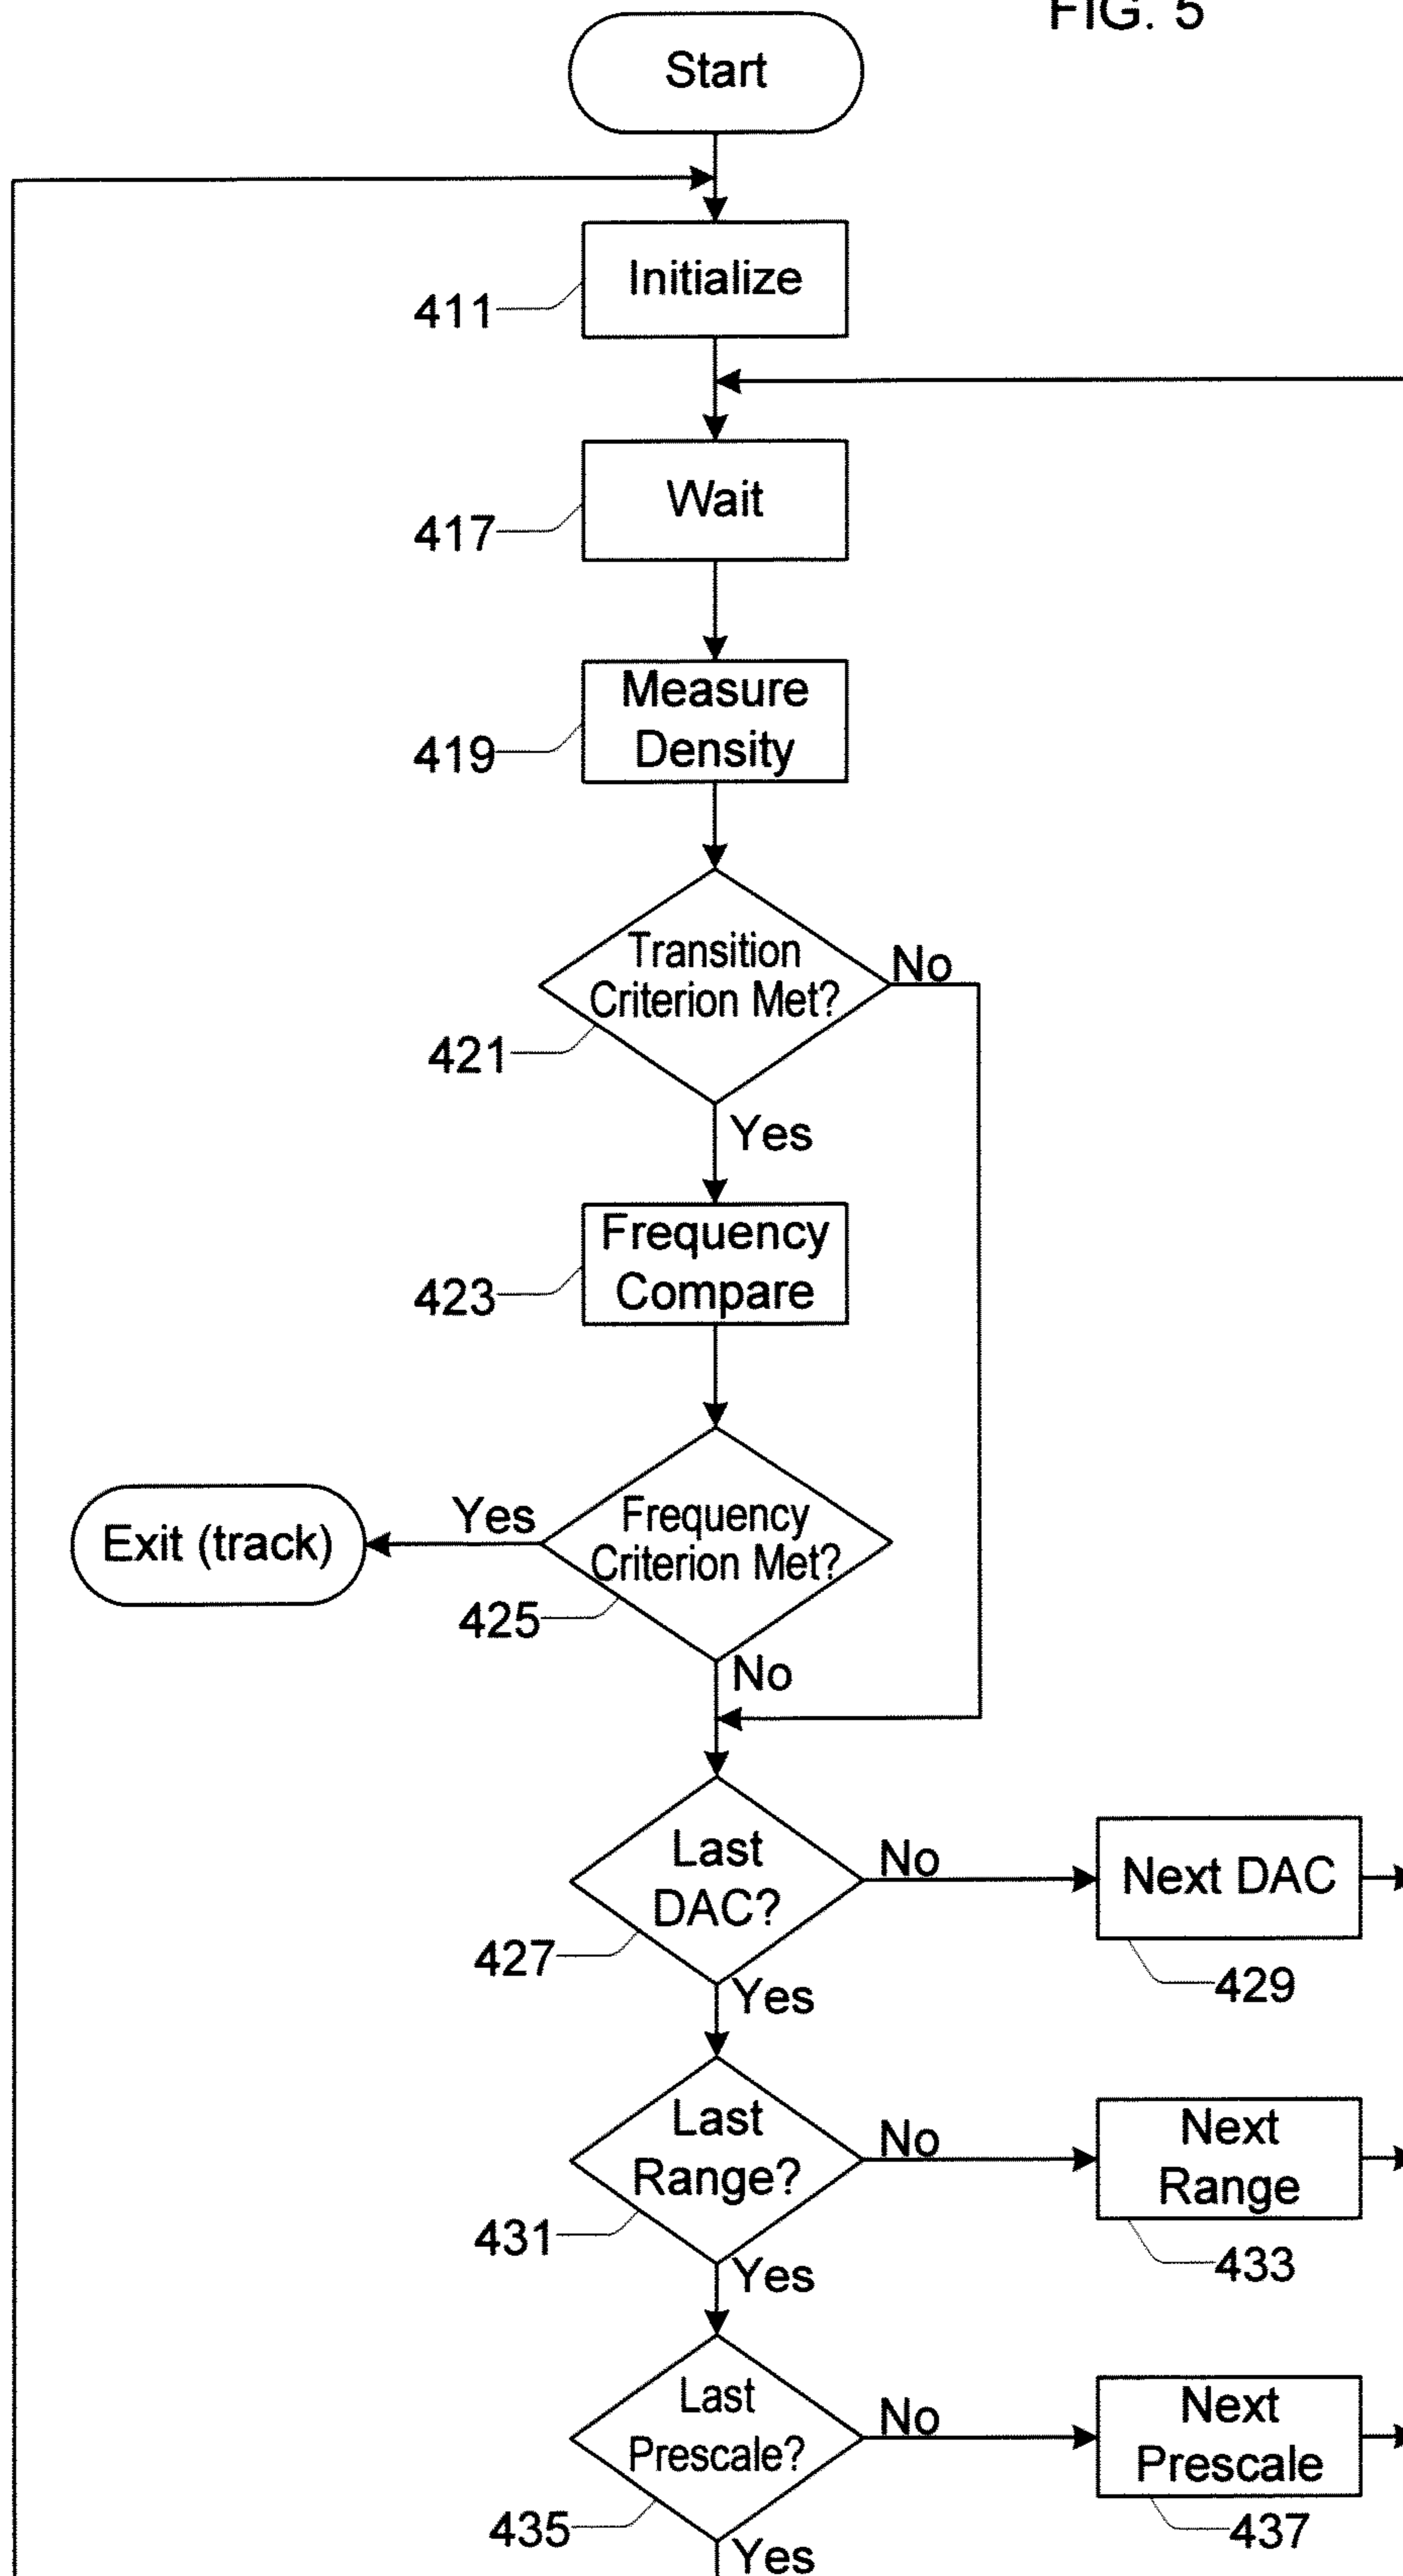 FIG. 5
Start
Initialize
411
Wait
417
Measure
Density
419
Transition
Criterion Met?
No
421
Yes
Frequency
Compare
423
Yes
Frequency
Criterion Met?
Exit (track)
425
No
Last
DAC?
No
Next DAC
427
429
Yes
Last
Range?
No
Next
Range
431
433
Yes
Last
Prescale?
No
Next
Prescale
435
437
Yes